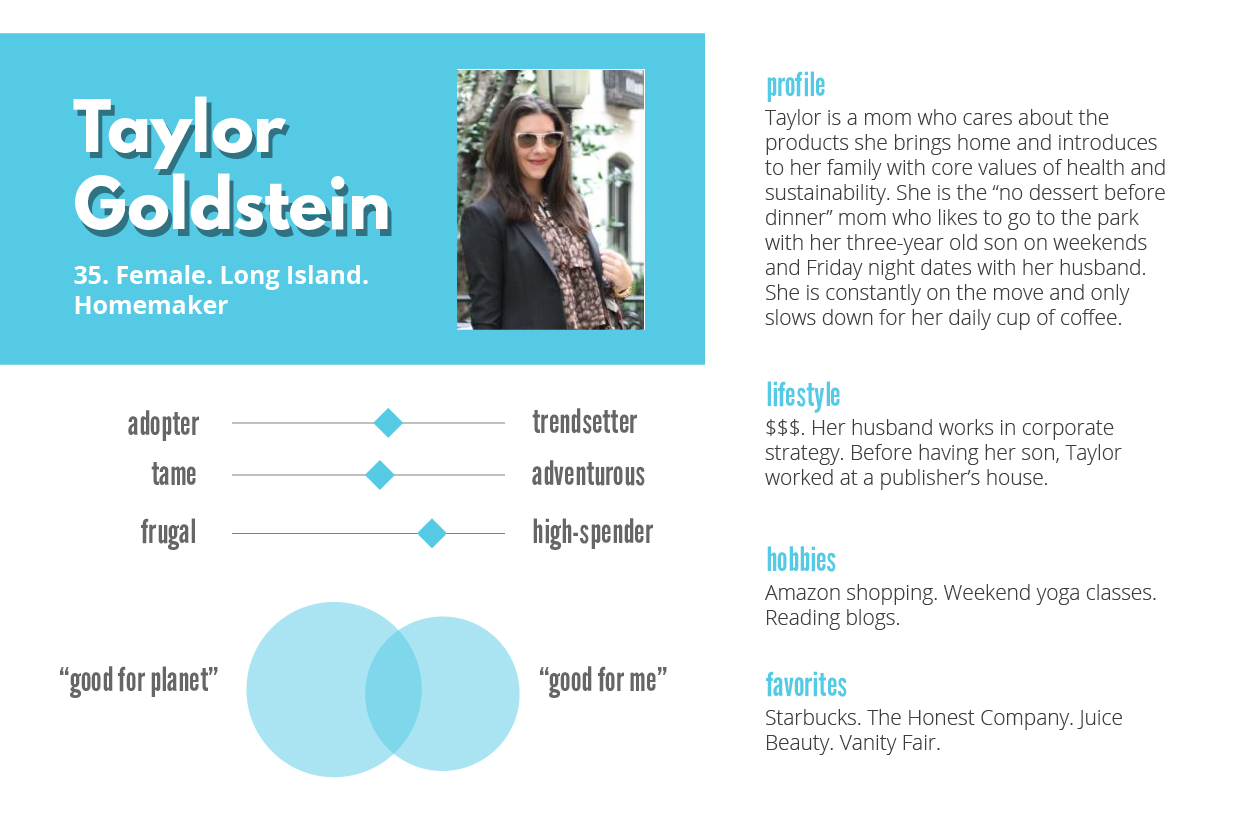 Taylor
Goldstein
35. Female. Long Island.
Homemaker
adopter
trendsetter
tame
adventurous
frugal
high-spender
“good for planet”
“good for me”
profile
Taylor is a mom who cares about the
products she brings home and introduces
to her family with core values of health and
sustainability. She is the “no dessert before
dinner” mom who likes to go to the park
with her three-year old son on weekends
and Friday night dates with her husband.
She is constantly on the move and only
slows down for her daily cup of coffee.
lifestyle
$$$. Her husband works in corporate
strategy. Before having her son, Taylor
worked at a publisher’s house.
hobbies
Amazon shopping. Weekend yoga classes.
Reading blogs.
favorites
Starbucks. The Honest Company. Juice
Beauty. Vanity Fair.